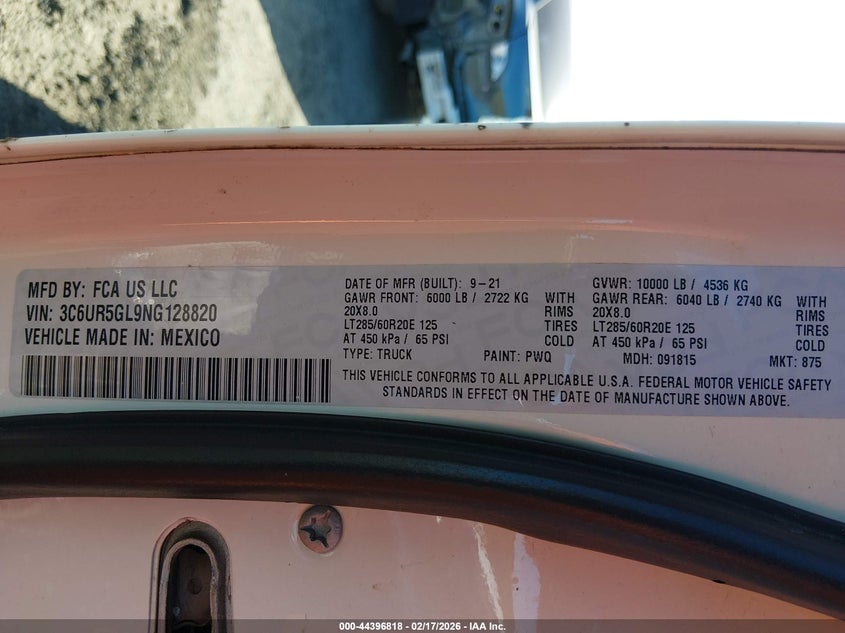 MFD BY: FCA US LLC
VIN: 3C6UR5GL9NG128820
VEHICLE MADE IN: MEXICO
DATE OF MFR (BUILT): 9-21
GAWR FRONT: 6000 LB / 2722 KG WITH
20X8.0 RIMS
LT285/60R20E 125 TIRES
AT 450 kPa / 65 PSI COLD
TYPE: TRUCK PAINT: PWQ
GVWR: 10000 LB / 4536 KG
GAWR REAR: 6040 LB / 2740 KG WITH
20X8.0 RIMS
LT285/60R20E 125 TIRES
AT 450 kPa / 65 PSI COLD
MDH: 091815 MKT: 875
THIS VEHICLE CONFORMS TO ALL APPLICABLE U.S.A. FEDERAL MOTOR VEHICLE SAFETY
STANDARDS IN EFFECT ON THE DATE OF MANUFACTURE SHOWN ABOVE.
000-44396818 - 02/17/2026 - IAA Inc.